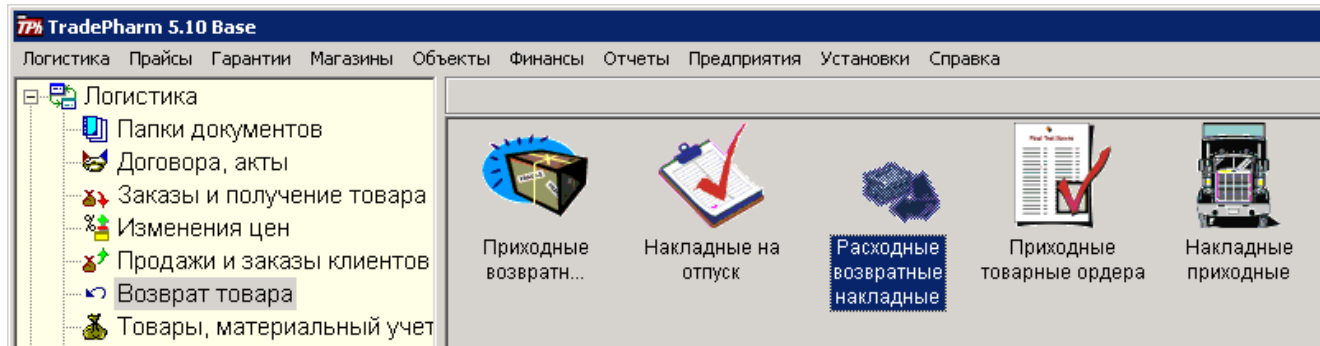 TPh TradePharm 5.10 Base
Логистика Прайсы Гарантии Магазины Объекты Финансы Отчеты Предприятия Установки Справка
Логистика
Папки документов
Договора, акты
Заказы и получение товара
Изменения цен
Продажи и заказы клиентов
Возврат товара
Товары, материальный учет
Приходные
возвратн...
Накладные на
отпуск
Расходные
возвратные
накладные
Приходные
товарные ордера
Накладные
приходные